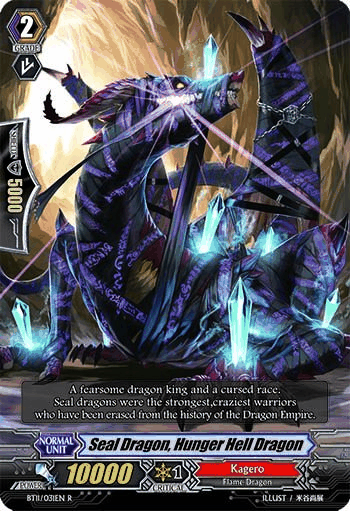 2
GRADE
SHIELD
5000
A fearsome dragon king and a cursed race.
Seal dragons were the strongest,craziest warriors
who have been erased from the history of the Dragon Empire.
NORMAL UNIT
Seal Dragon, Hunger Hell Dragon
POWER
10000
1
CRITICAL
Kagero
Flame Dragon
BT11/031EN R
ILLUST / 米谷尚展